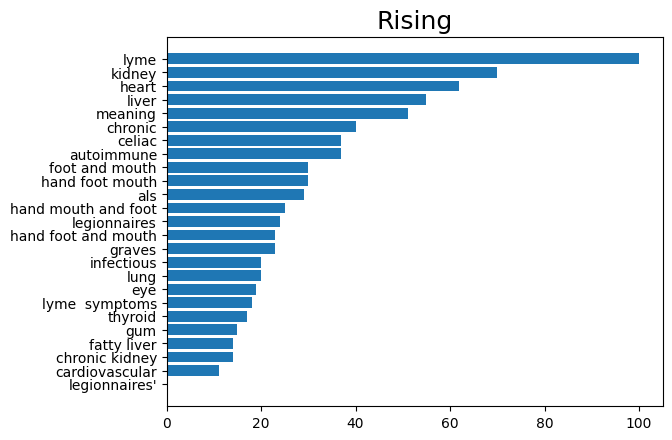 Rising
lyme
kidney
heart
liver
meaning
chronic
celiac
autoimmune
foot and mouth
hand foot mouth
als
hand mouth and foot
legionnaires
hand foot and mouth
graves
infectious
lung
eye
lyme  symptoms
thyroid
gum
fatty liver
chronic kidney
cardiovascular
legionnaires'
0 20 40 60 80 100